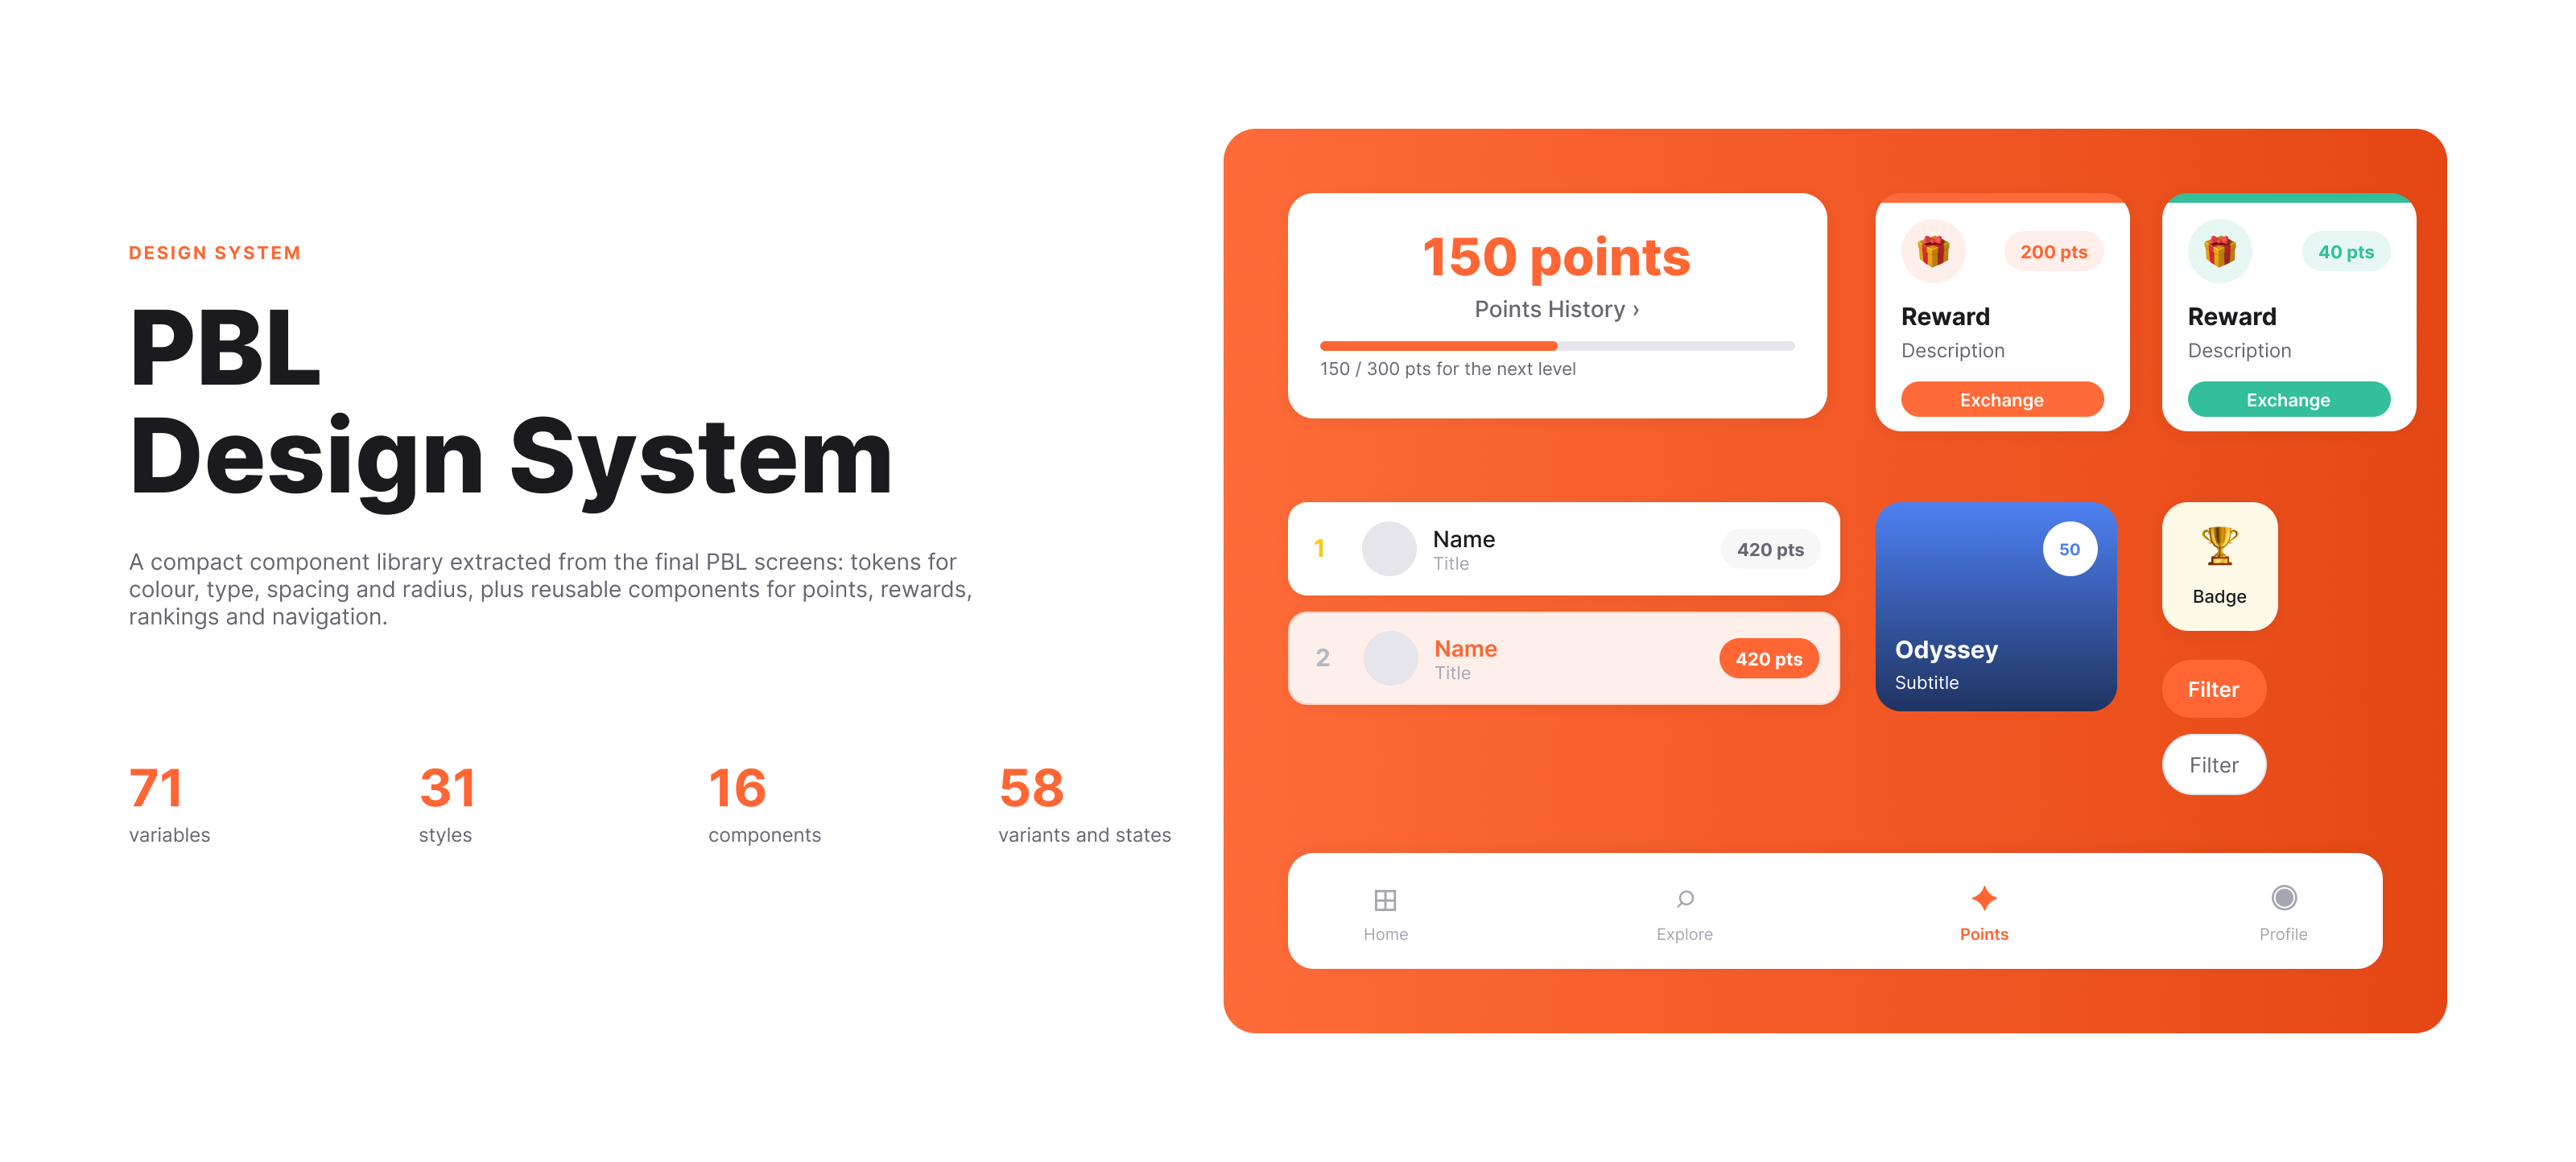 DESIGN SYSTEM
PBL
Design System
A compact component library extracted from the final PBL screens: tokens for
colour, type, spacing and radius, plus reusable components for points, rewards,
rankings and navigation.
71
variables
31
styles
16
components
58
variants and states
150 points
Points History ›
150 / 300 pts for the next level
200 pts
Reward
Description
Exchange
40 pts
Reward
Description
Exchange
1
Name
Title
420 pts
2
Name
Title
420 pts
50
Odyssey
Subtitle
Badge
Filter
Filter
Home
Explore
Points
Profile